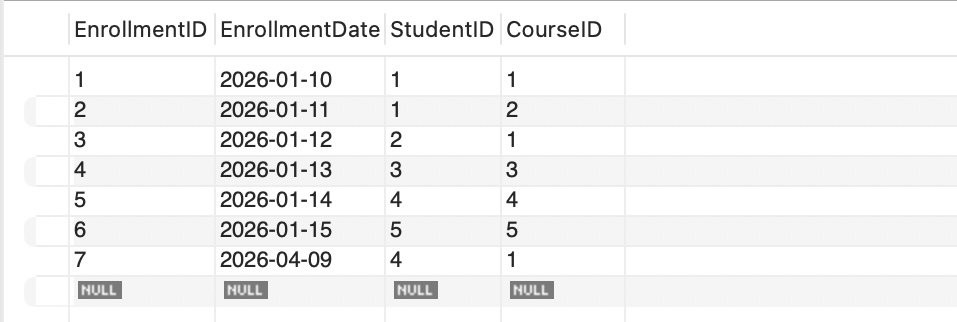 EnrollmentID EnrollmentDate StudentID CourseID
1 2026-01-10 1 1
2 2026-01-11 1 2
3 2026-01-12 2 1
4 2026-01-13 3 3
5 2026-01-14 4 4
6 2026-01-15 5 5
7 2026-04-09 4 1
NULL NULL NULL NULL